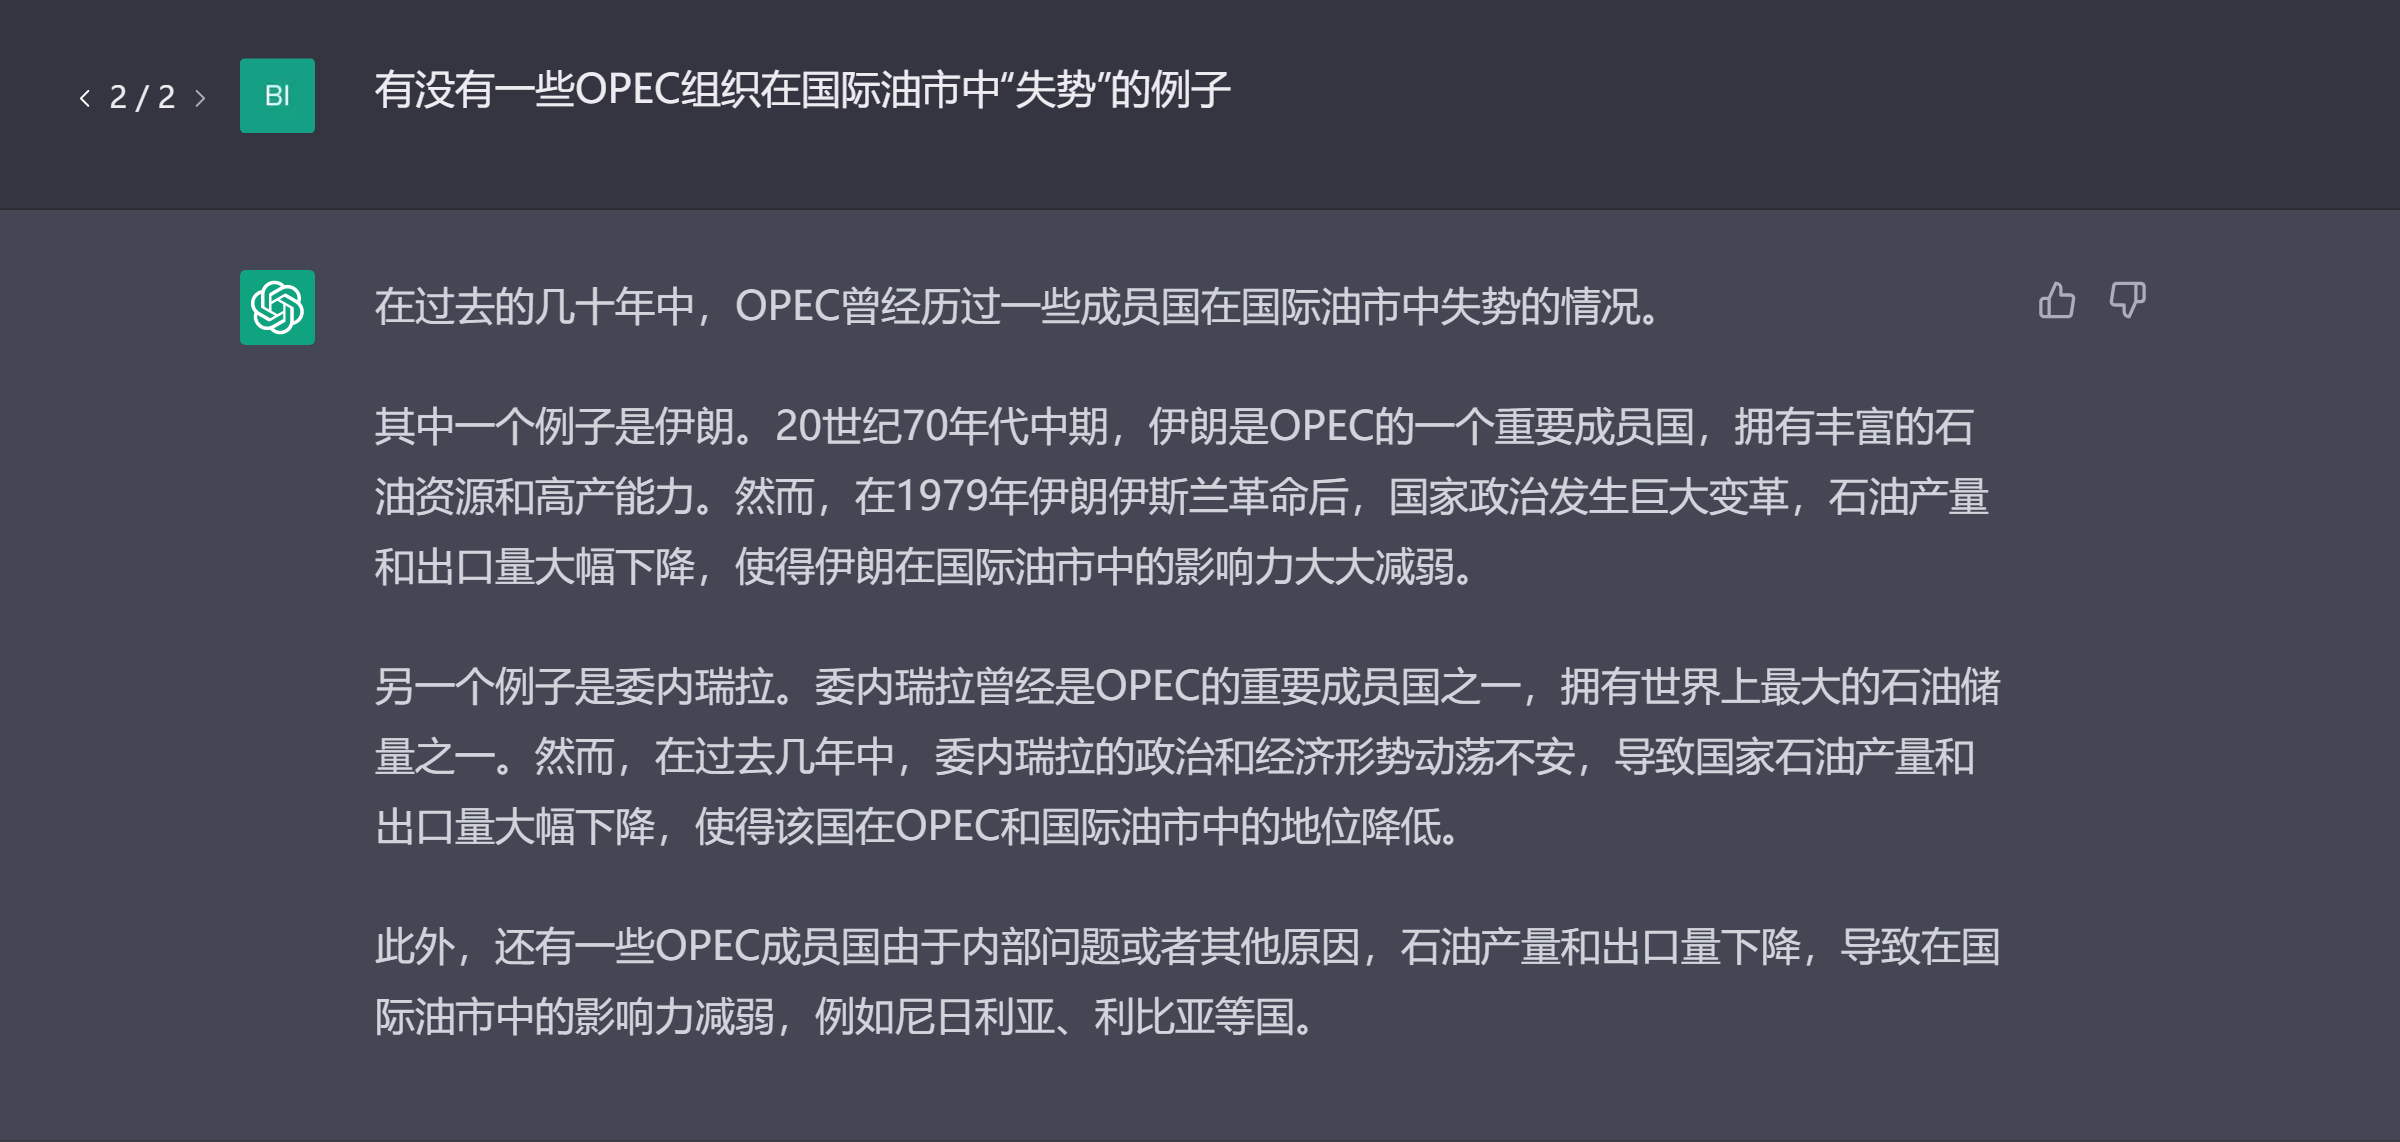 < 2 / 2 >
BI
有没有一些OPEC组织在国际油市中“失势”的例子
在过去的几十年中，OPEC曾经历过一些成员国在国际油市中失势的情况。
其中一个例子是伊朗。20世纪70年代中期，伊朗是OPEC的一个重要成员国，拥有丰富的石
油资源和高产能力。然而，在1979年伊朗伊斯兰革命后，国家政治发生巨大变革，石油产量
和出口量大幅下降，使得伊朗在国际油市中的影响力大大减弱。
另一个例子是委内瑞拉。委内瑞拉曾经是OPEC的重要成员国之一，拥有世界上最大的石油储
量之一。然而，在过去几年中，委内瑞拉的政治和经济形势动荡不安，导致国家石油产量和
出口量大幅下降，使得该国在OPEC和国际油市中的地位降低。
此外，还有一些OPEC成员国由于内部问题或者其他原因，石油产量和出口量下降，导致在国
际油市中的影响力减弱，例如尼日利亚、利比亚等国。